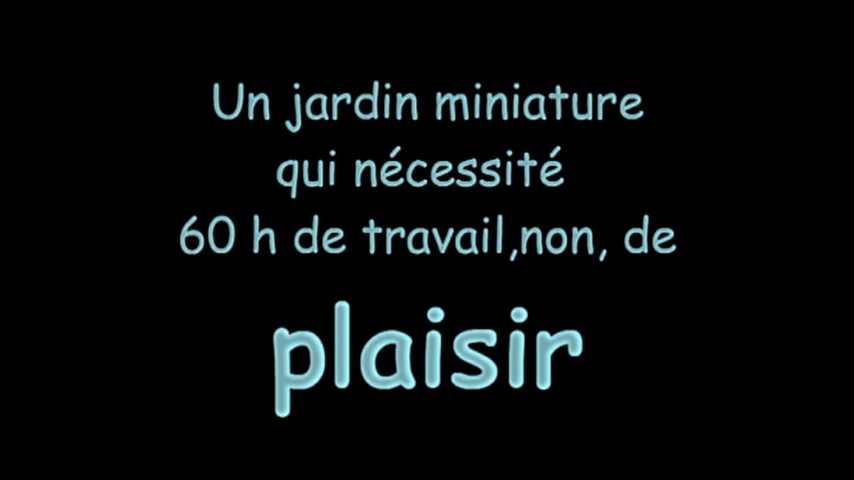 Un jardin miniature
qui nécessité
60 h de travail,non, de
plaisir